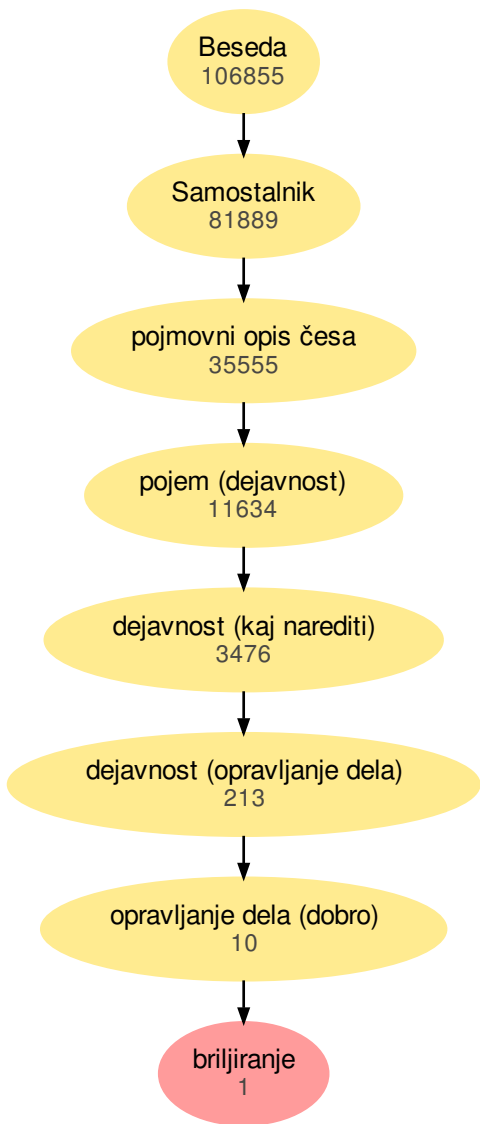 Beseda
106855
Samostalnik
81889
pojmovni opis česa
35555
pojem (dejavnost)
11634
dejavnost (kaj narediti)
3476
dejavnost (opravljanje dela)
213
opravljanje dela (dobro)
10
briljiranje
1